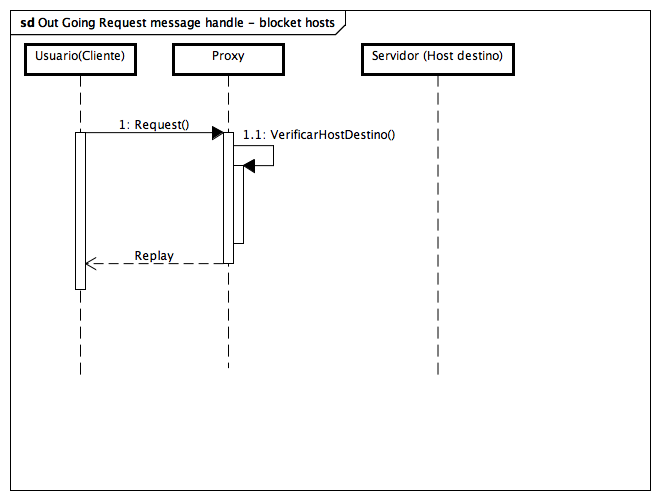 sd Out Going Request message handle - blocket hosts
Usuario(Cliente)
Proxy
Servidor (Host destino)
1: Request()
1.1: VerificarHostDestino()
Replay